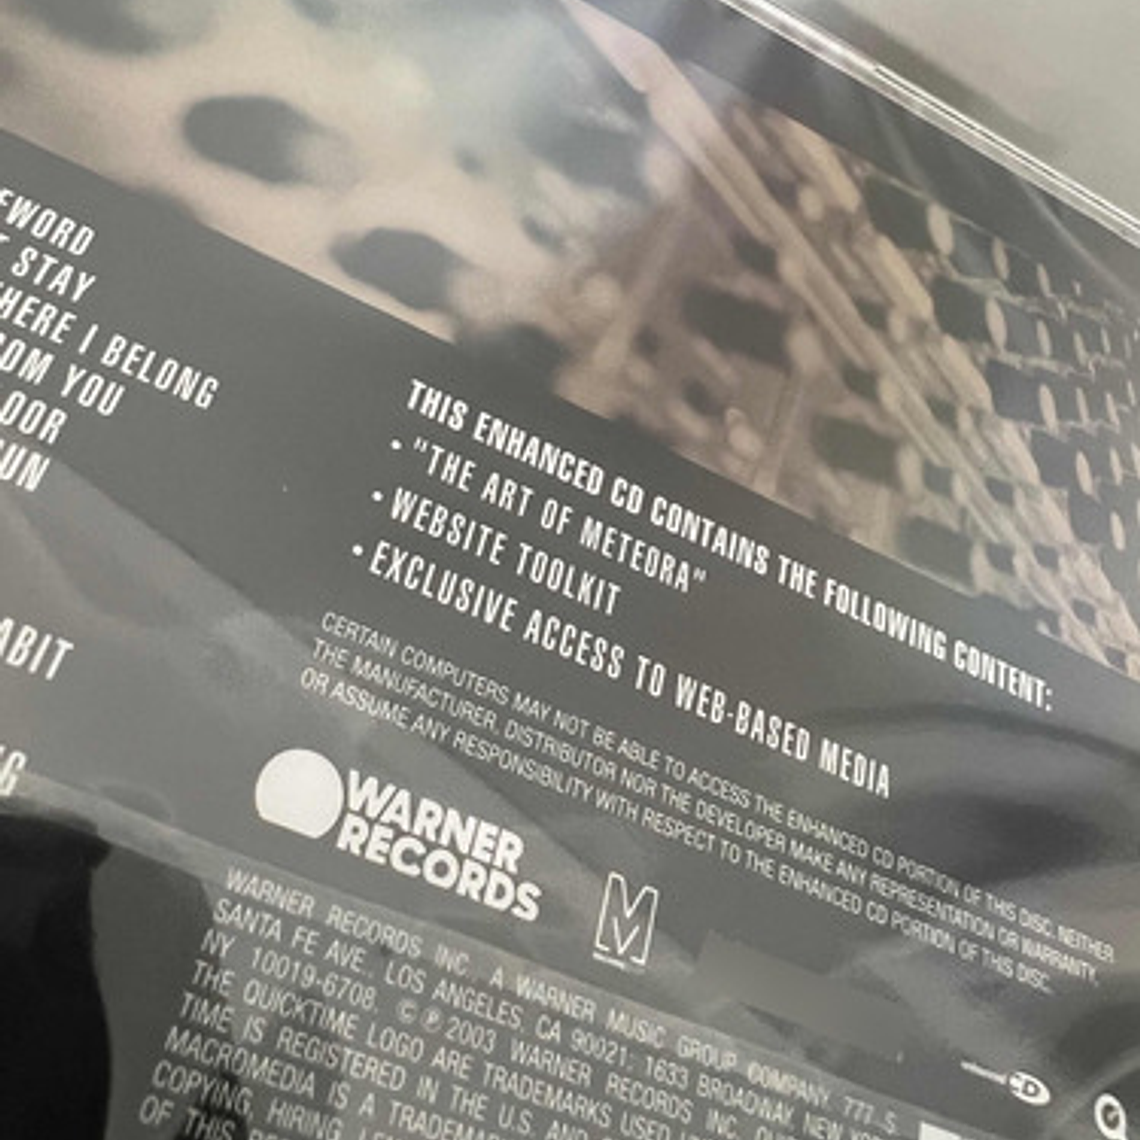 EWORD
STAY
HERE I BELONG
OM YOU
OOR
UN
ABIT
G
THIS ENHANCED CD CONTAINS THE FOLLOWING CONTENT:
• "THE ART OF METEORA"
• WEBSITE TOOLKIT
• EXCLUSIVE ACCESS TO WEB-BASED MEDIA
CERTAIN COMPUTERS MAY NOT BE ABLE TO ACCESS THE ENHANCED CD PORTION OF THIS DISC. NEITHER
THE MANUFACTURER, DISTRIBUTOR NOR THE DEVELOPER MAKE ANY REPRESENTATION OR WARRANTY,
OR ASSUME ANY RESPONSIBILITY WITH RESPECT TO THE ENHANCED CD PORTION OF THIS DISC.
WARNER
RECORDS
M
WARNER RECORDS INC. A WARNER MUSIC GROUP COMPANY. 777 S.
SANTA FE AVE., LOS ANGELES, CA 90021; 1633 BROADWAY, NEW YORK
NY 10019-6708. © ℗ 2003 WARNER RECORDS INC.
THE QUICKTIME LOGO ARE TRADEMARKS USED
TIME IS REGISTERED IN THE U.S. AND
MACROMEDIA IS A TRADEMA
COPYING, HIRING,
OF THIS
CD